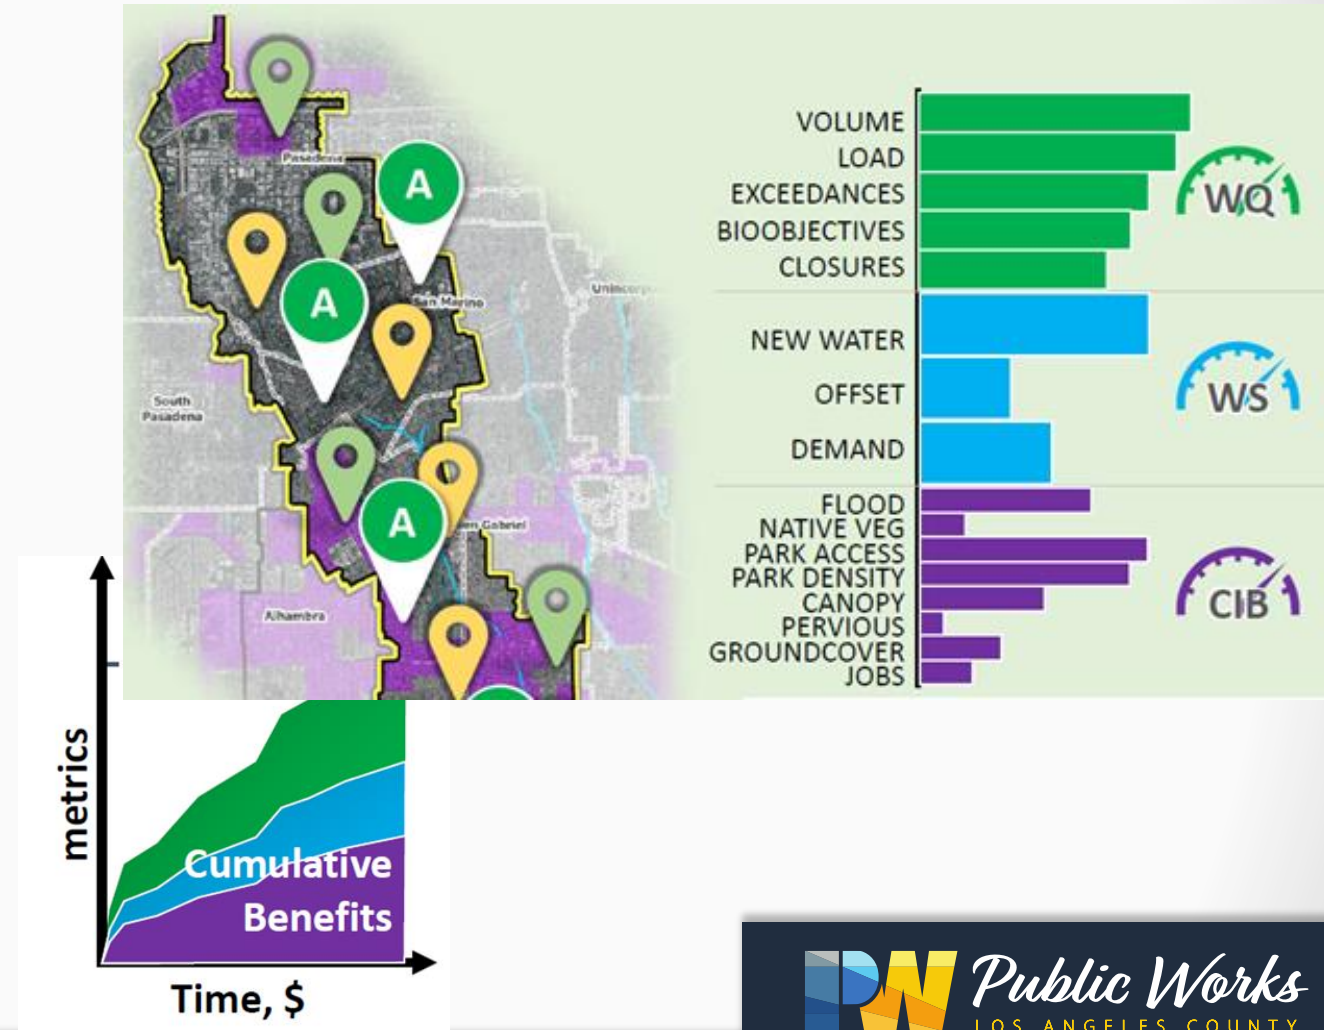 Pasadena
A
A
San Marino
Unincorp
South
Pasadena
A
Alhambra
VOLUME
LOAD
EXCEEDANCES
BIOOBJECTIVES
CLOSURES
WQ
NEW WATER
OFFSET
DEMAND
WS
FLOOD
NATIVE VEG
PARK ACCESS
PARK DENSITY
CANOPY
PERVIOUS
GROUNDCOVER
JOBS
CIB
metrics
Cumulative
Benefits
Time, $
PW Public Works
LOS ANGELES COUNTY